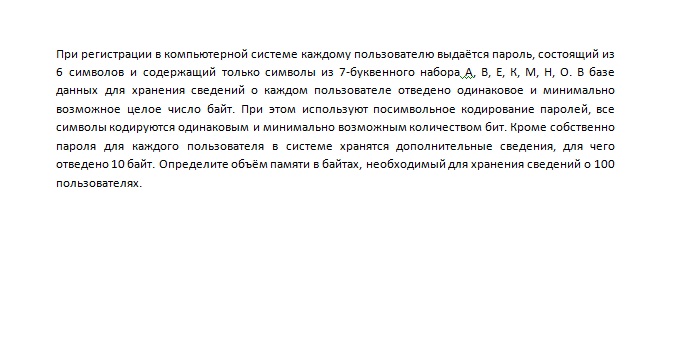 При регистрации в компьютерной системе каждому пользователю выдаётся пароль, состоящий из
6 символов и содержащий только символы из 7-буквенного набора А, В, Е, К, М, Н, О. В базе
данных для хранения сведений о каждом пользователе отведено одинаковое и минимально
возможное целое число байт. При этом используют посимвольное кодирование паролей, все
символы кодируются одинаковым и минимально возможным количеством бит. Кроме собственно
пароля для каждого пользователя в системе хранятся дополнительные сведения, для чего
отведено 10 байт. Определите объём памяти в байтах, необходимый для хранения сведений о 100
пользователях.